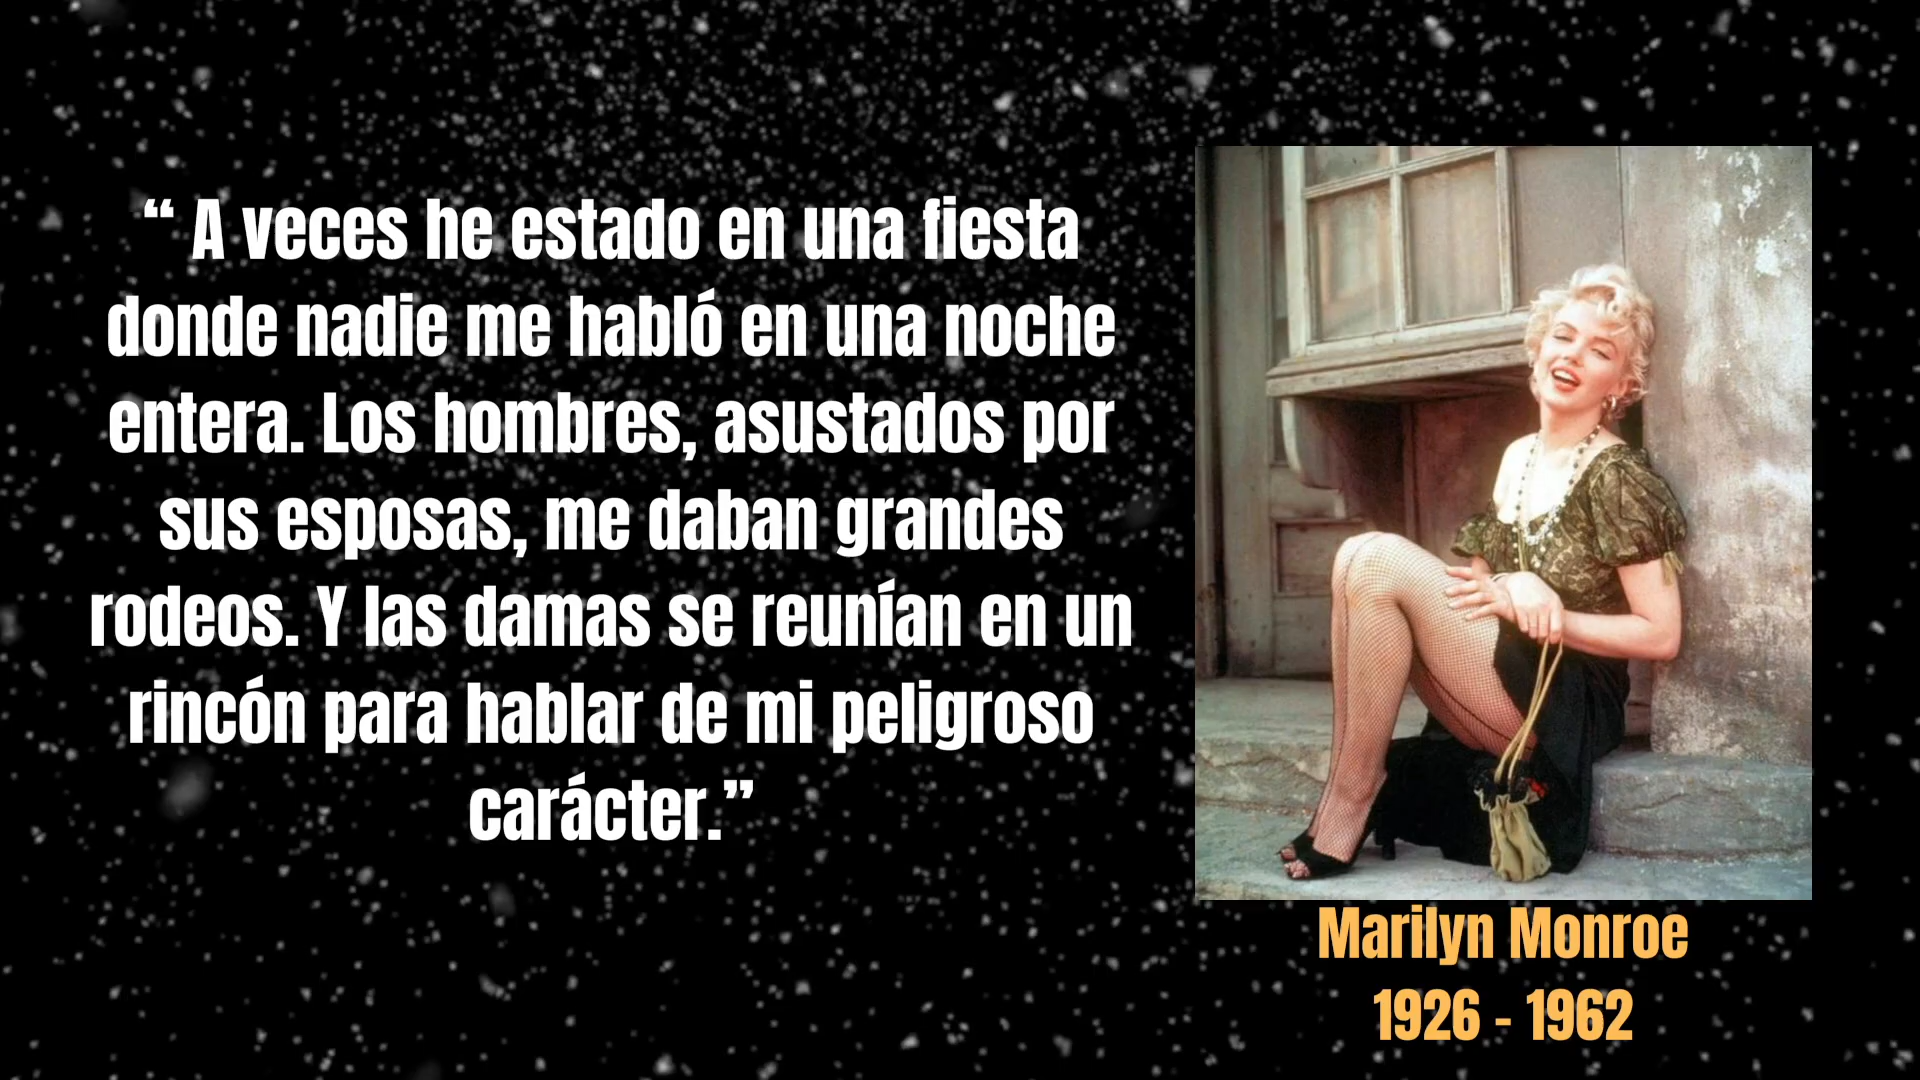 “ A veces he estado en una fiesta
donde nadie me habló en una noche
entera. Los hombres, asustados por
sus esposas, me daban grandes
rodeos. Y las damas se reunían en un
rincón para hablar de mi peligroso
carácter.”
Marilyn Monroe
1926 - 1962